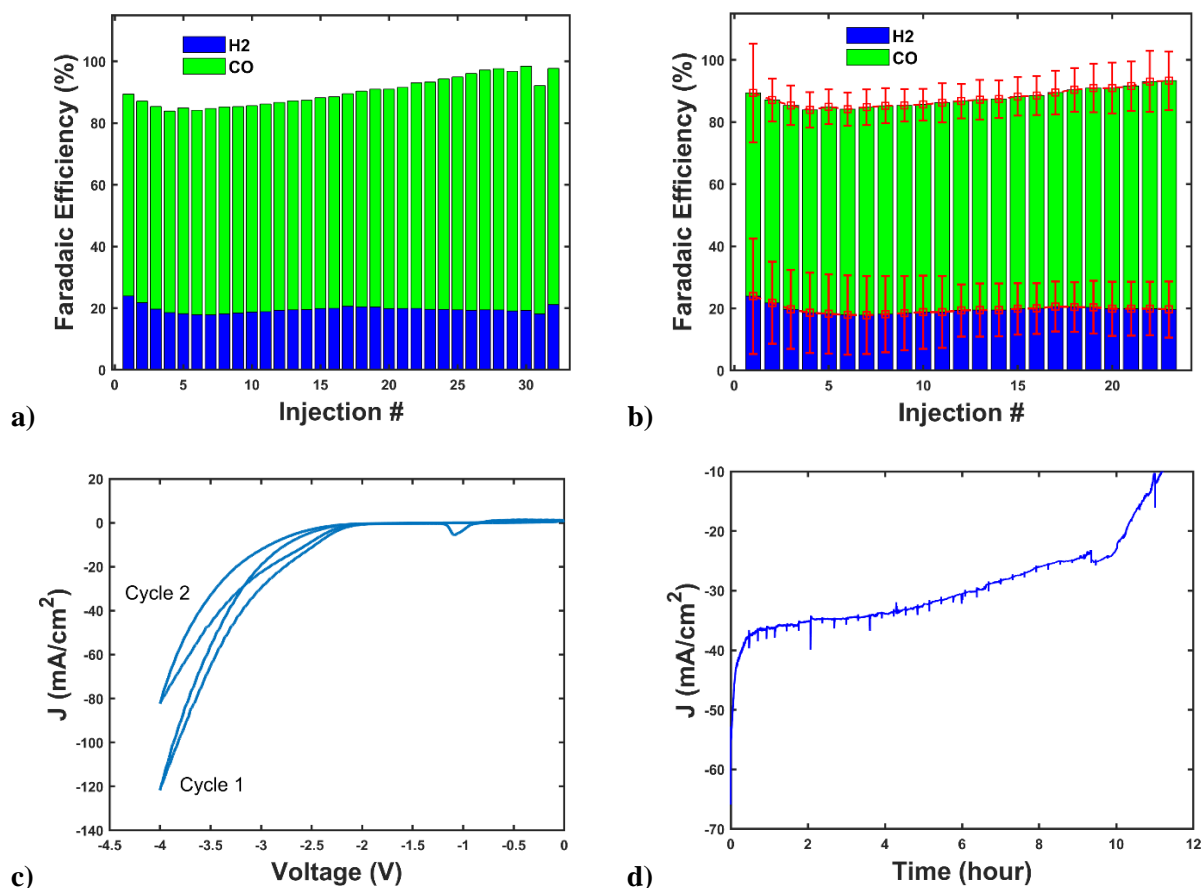 H2
CO
Faradaic Efficiency (%)
100
80
60
40
20
0
0 5 10 15 20 25 30
Injection #
a)
H2
CO
Faradaic Efficiency (%)
100
80
60
40
20
0
0 5 10 15 20
Injection #
b)
20
0
-20
-40
-60
-80
-100
-120
-140
J (mA/cm²)
Cycle 2
Cycle 1
-4.5 -4 -3.5 -3 -2.5 -2 -1.5 -1 -0.5 0
Voltage (V)
c)
-10
-20
-30
-40
-50
-60
-70
J (mA/cm²)
0 2 4 6 8 10 12
Time (hour)
d)